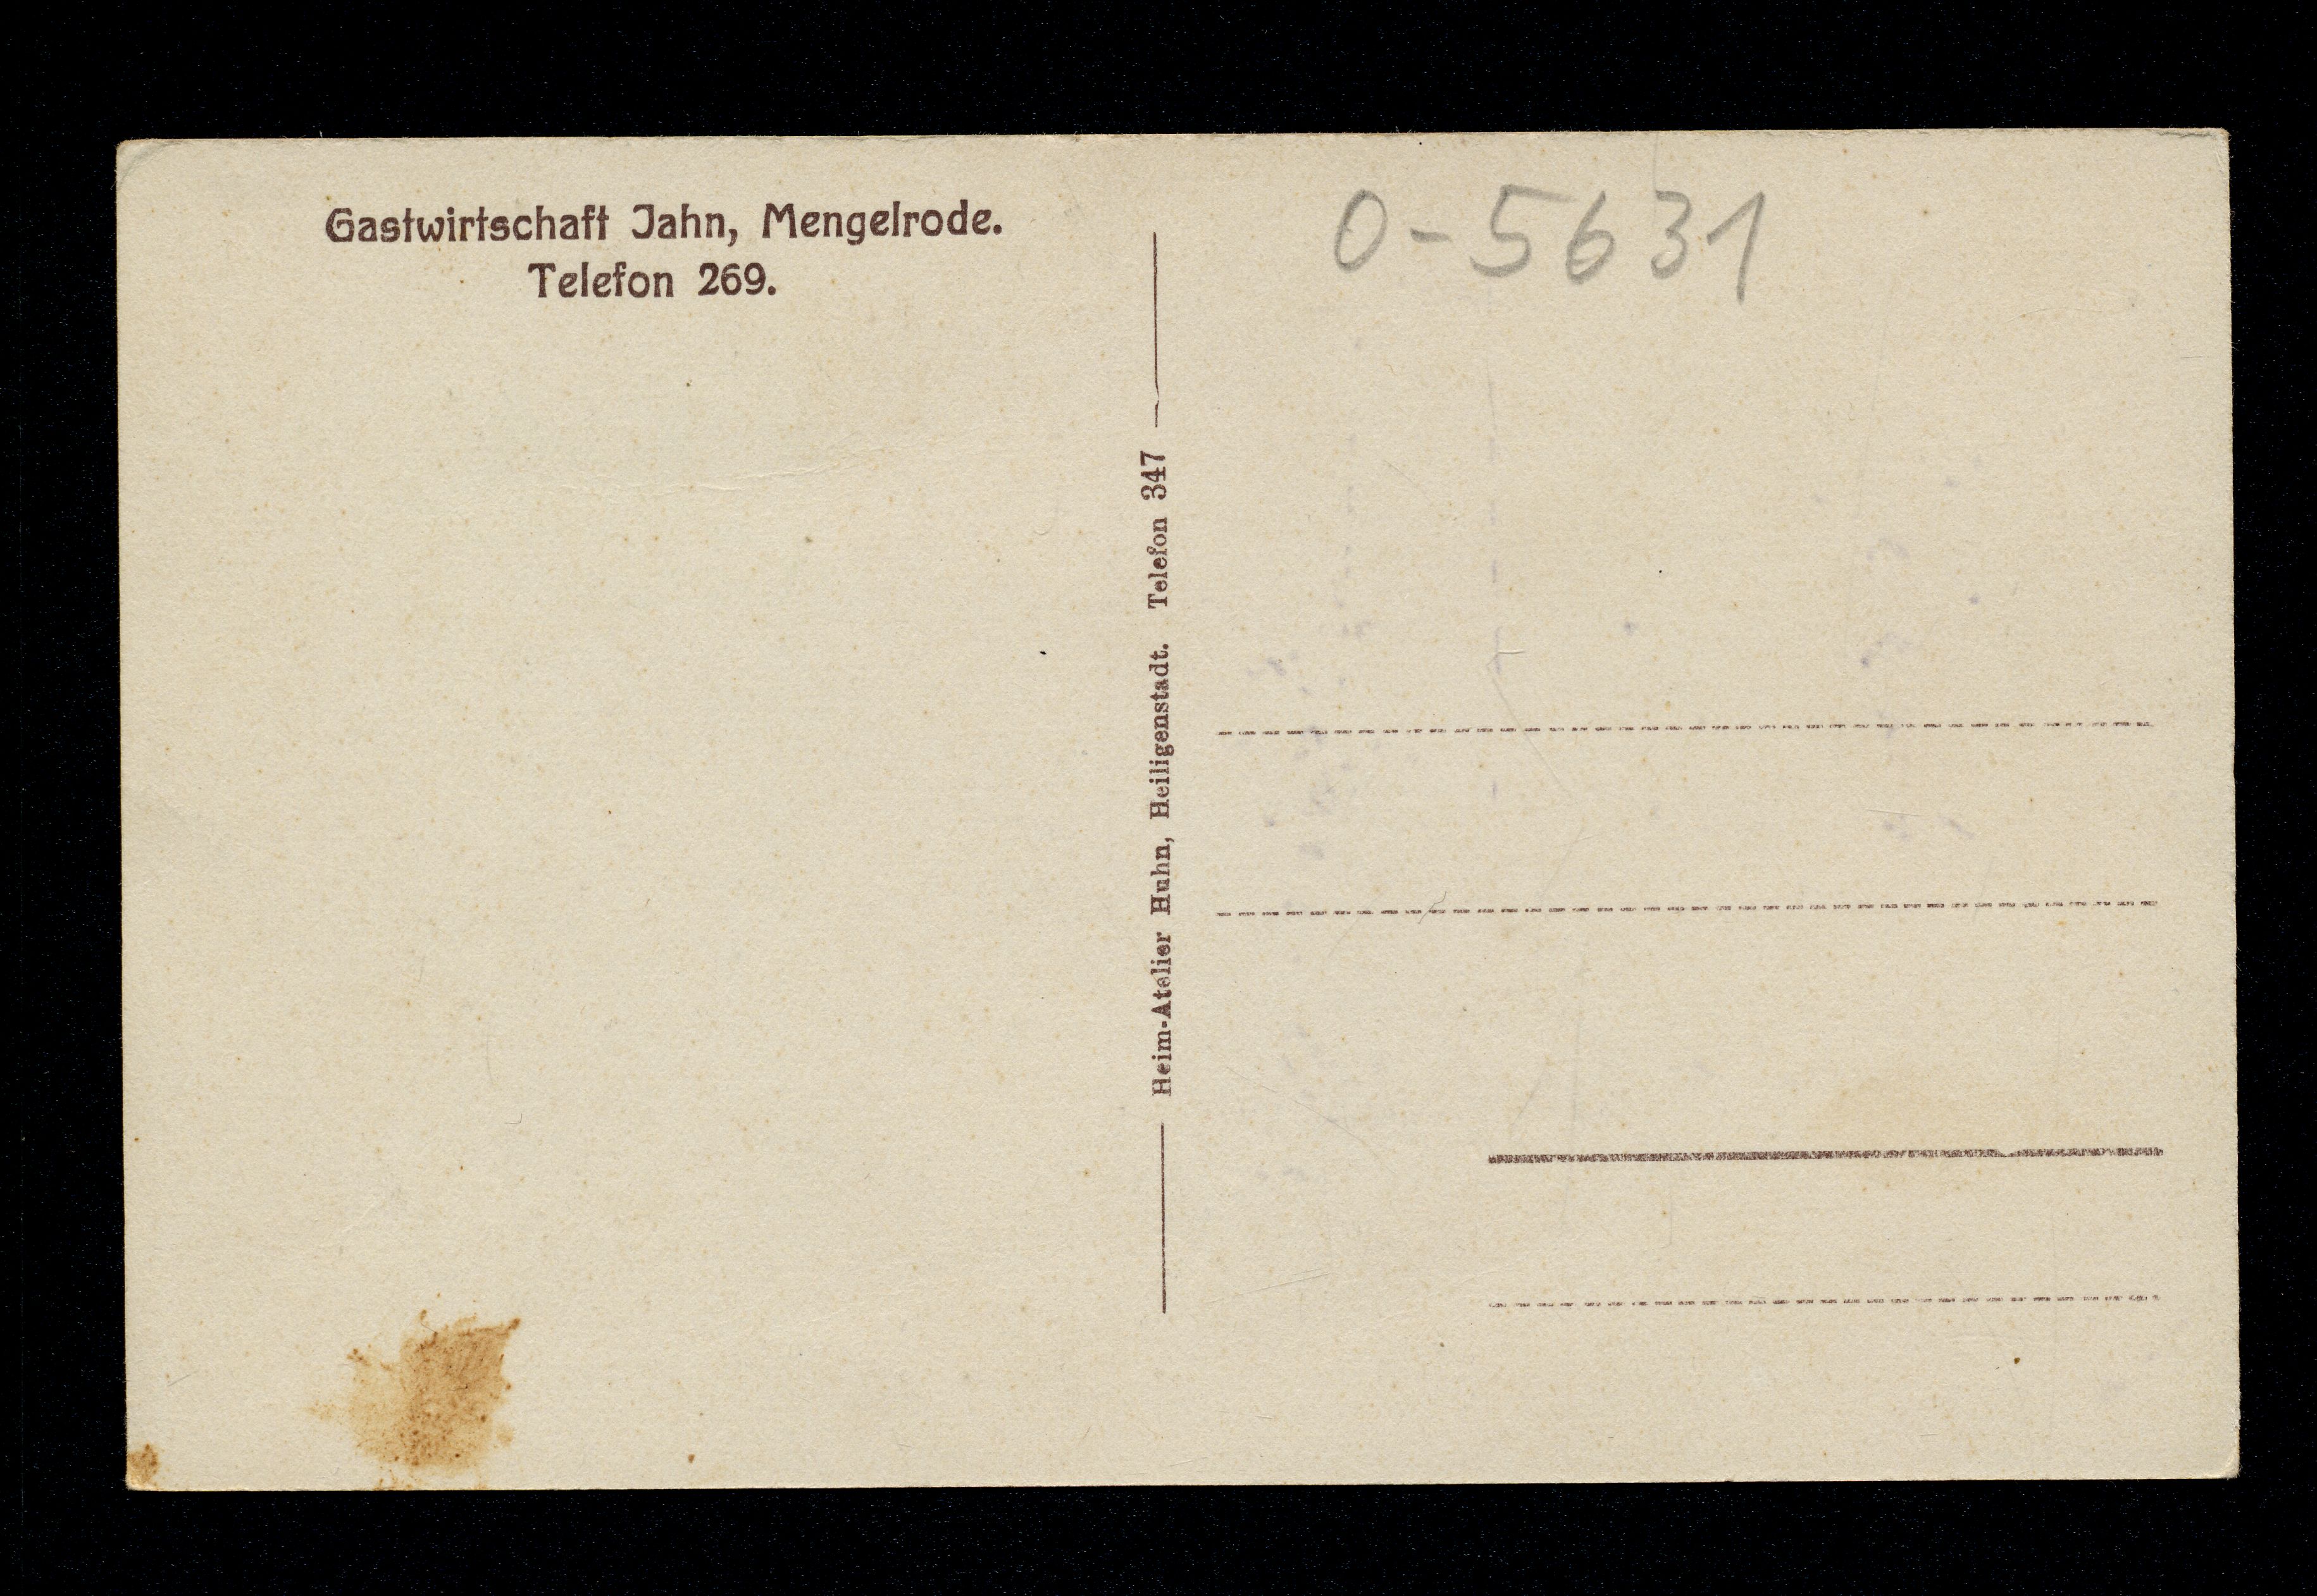 Gastwirtschaft Jahn, Mengelrode.
Telefon 269.
Heim-Atelier Huhn, Heiligenstadt. Telefon 347
0-5631